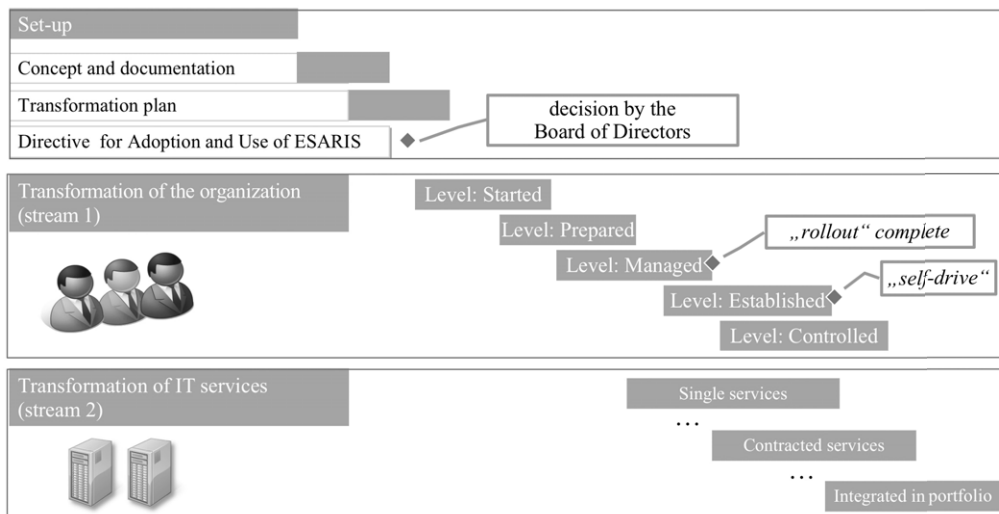 Set-up
Concept and documentation
Transformation plan
Directive for Adoption and Use of ESARIS
decision by the
Board of Directors
Transformation of the organization
(stream 1)
Level: Started
Level: Prepared
Level: Managed
„rollout“ complete
Level: Established
„self-drive“
Level: Controlled
Transformation of IT services
(stream 2)
Single services
...
Contracted services
...
Integrated in portfolio